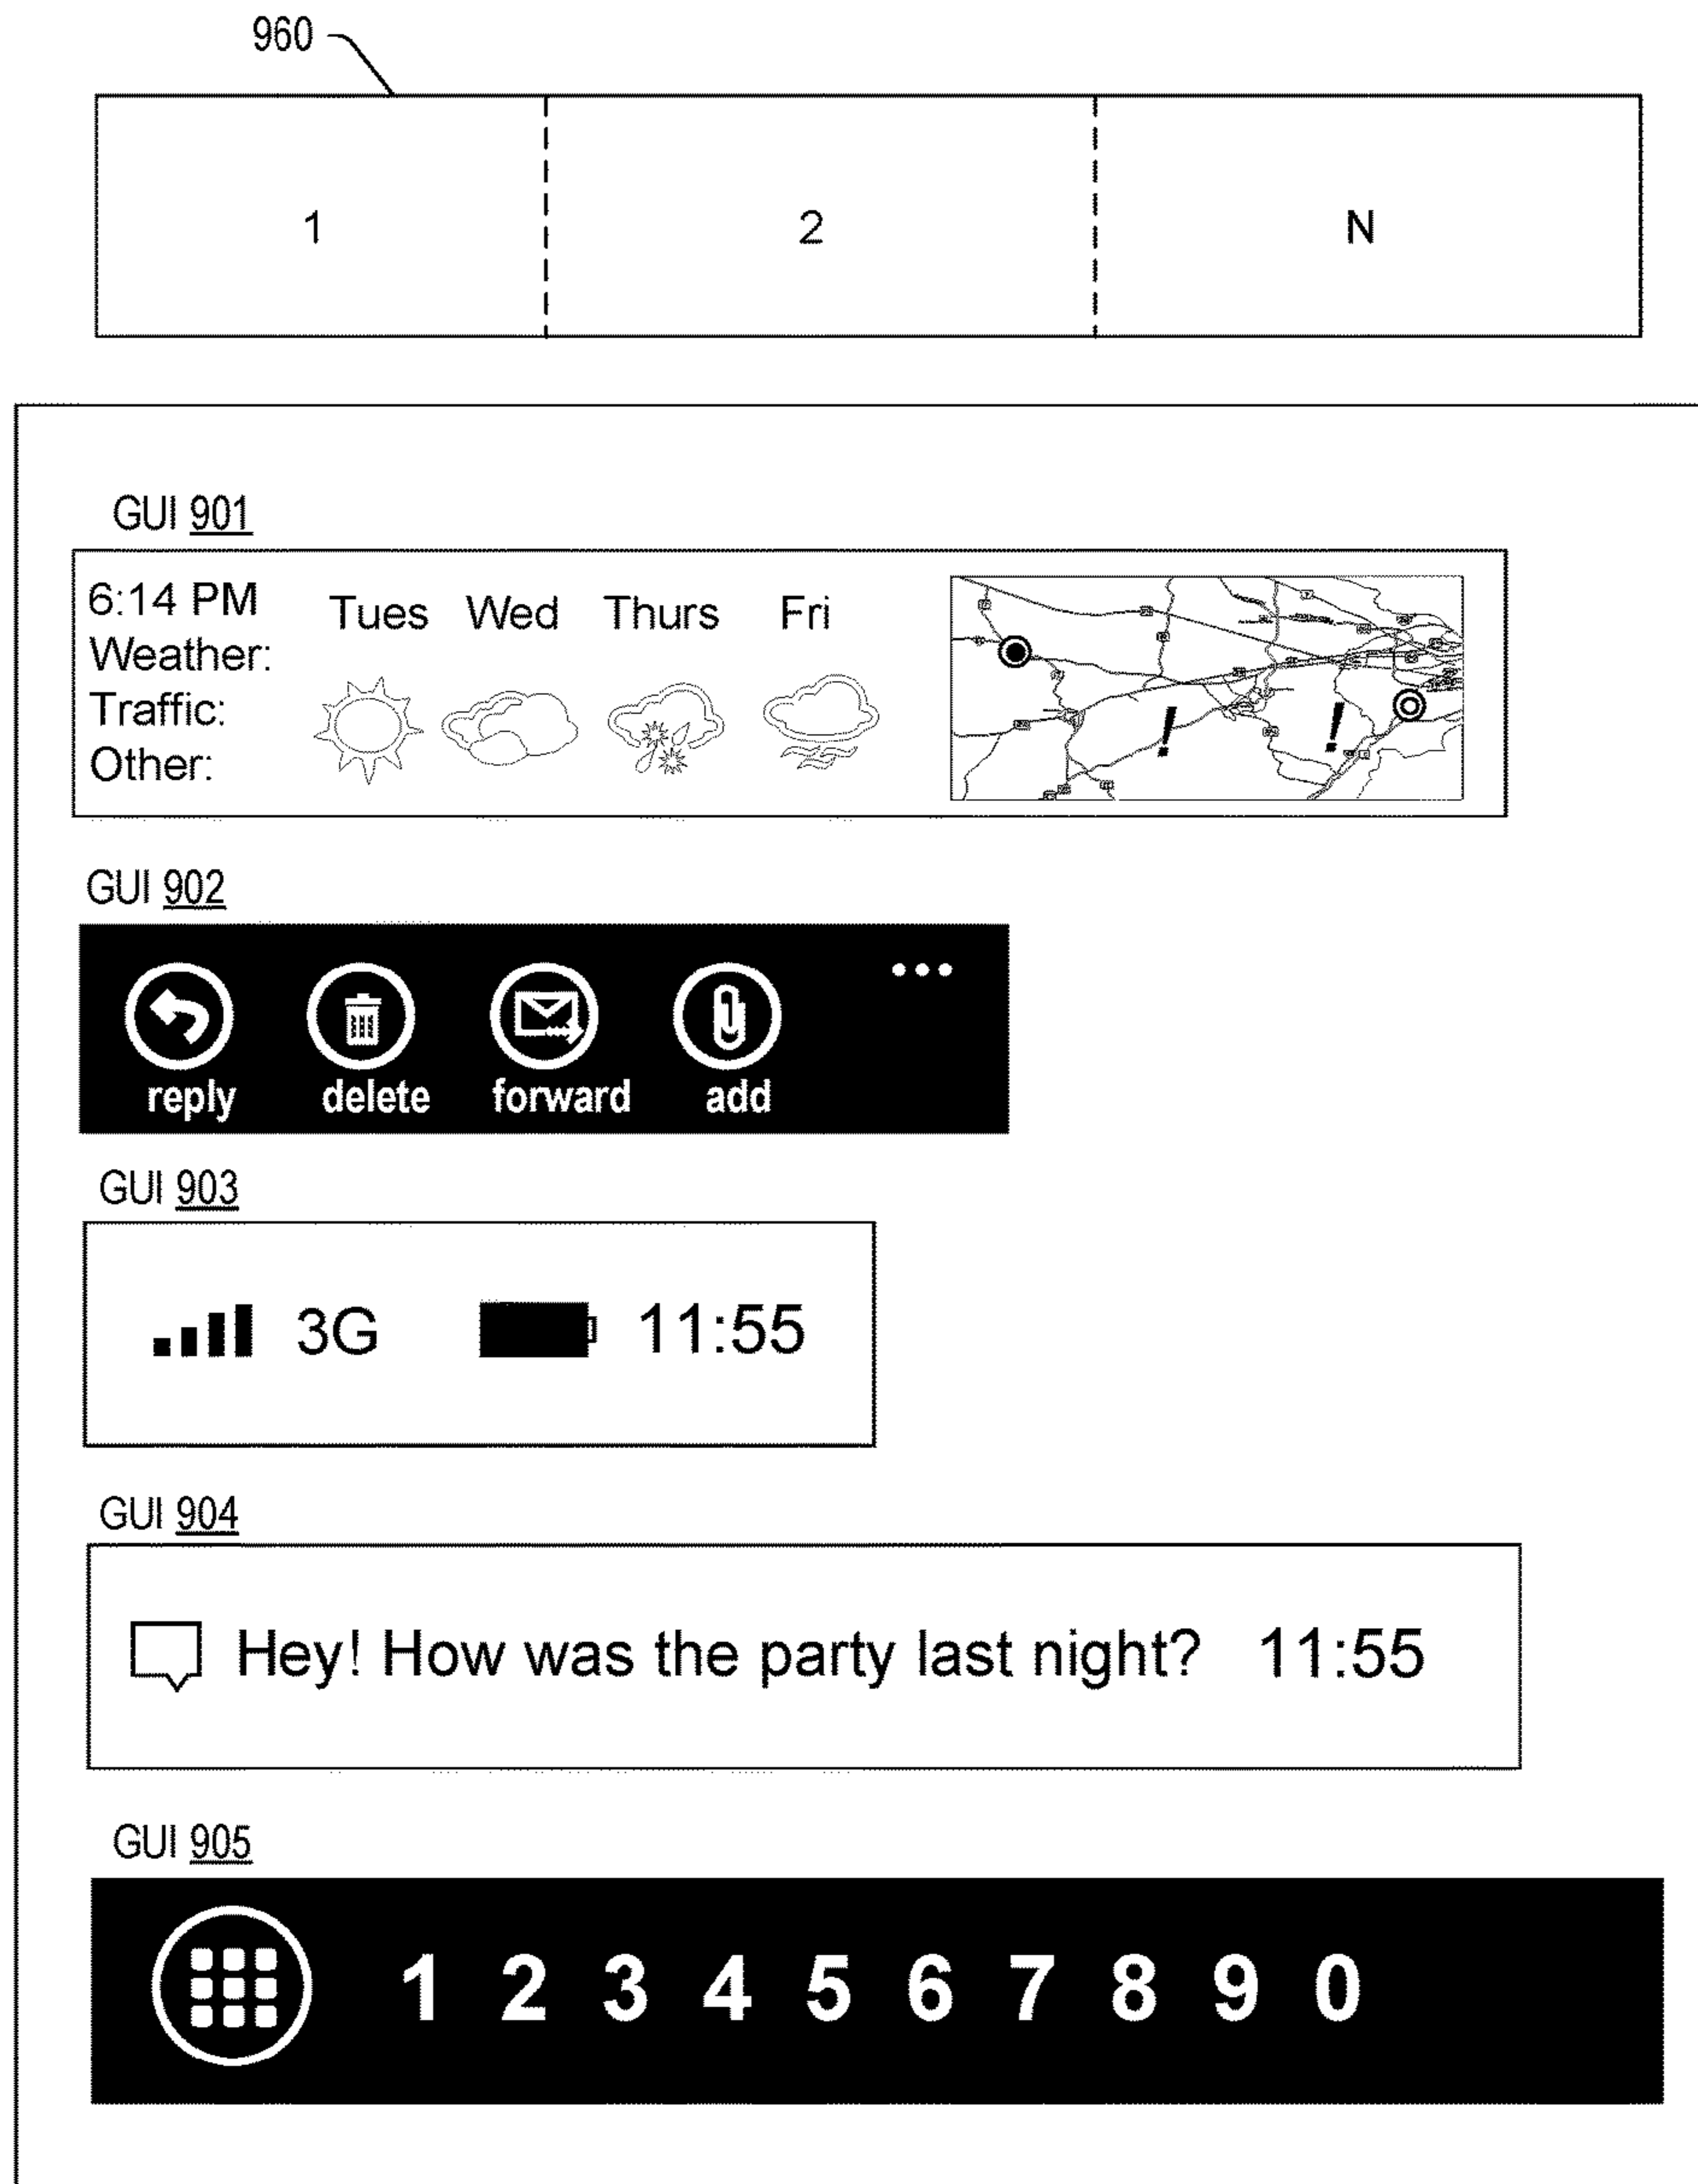 960
1 2 N
GUI 901
6:14 PM
Weather:
Traffic:
Other:
Tues Wed Thurs Fri
! !
GUI 902
...
reply delete forward add
GUI 903
3G 11:55
GUI 904
Hey! How was the party last night? 11:55
GUI 905
1 2 3 4 5 6 7 8 9 0